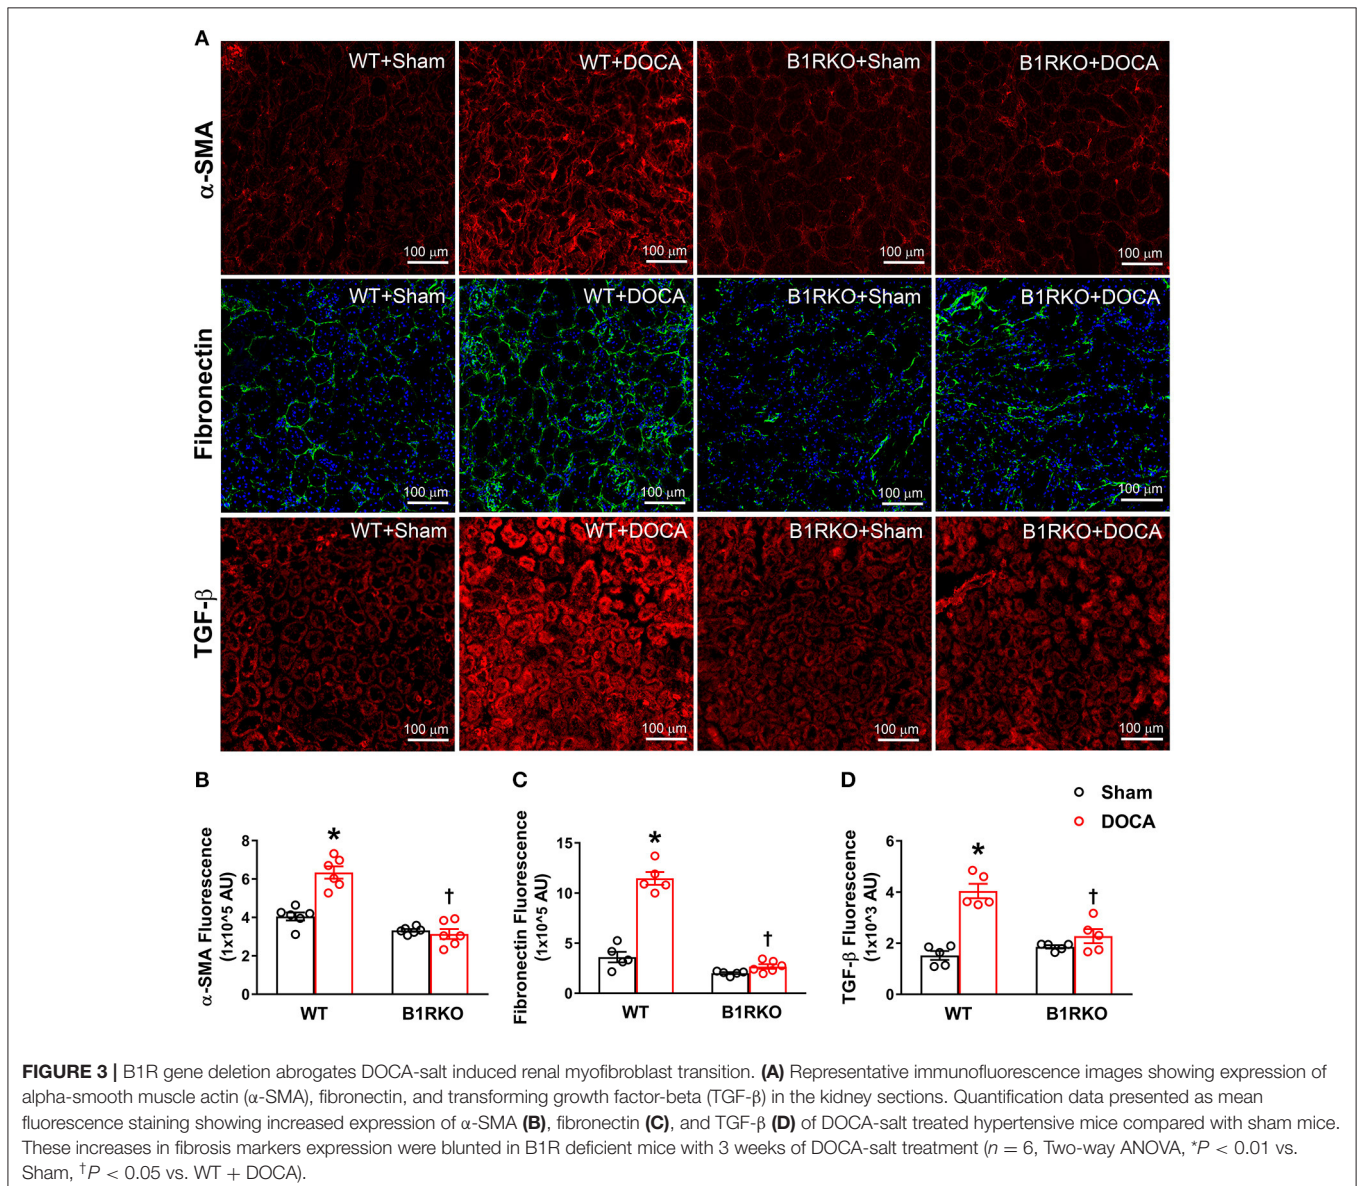 A
α-SMA
WT+Sham
WT+DOCA
B1RKO+Sham
B1RKO+DOCA
100 μm
100 μm
100 μm
100 μm
Fibronectin
WT+Sham
WT+DOCA
B1RKO+Sham
B1RKO+DOCA
100 μm
100 μm
100 μm
100 μm
TGF-β
WT+Sham
WT+DOCA
B1RKO+Sham
B1RKO+DOCA
100 μm
100 μm
100 μm
100 μm
B
α-SMA Fluorescence
(1x10^5 AU)
8
6
4
2
0
*
†
WT
B1RKO
C
Fibronectin Fluorescence
(1x10^5 AU)
15
10
5
0
*
†
WT
B1RKO
D
TGF-β Fluorescence
(1x10^3 AU)
6
4
2
0
*
†
WT
B1RKO
Sham
DOCA
FIGURE 3 | B1R gene deletion abrogates DOCA-salt induced renal myofibroblast transition. (A) Representative immunofluorescence images showing expression of
alpha-smooth muscle actin (α-SMA), fibronectin, and transforming growth factor-beta (TGF-β) in the kidney sections. Quantification data presented as mean
fluorescence staining showing increased expression of α-SMA (B), fibronectin (C), and TGF-β (D) of DOCA-salt treated hypertensive mice compared with sham mice.
These increases in fibrosis markers expression were blunted in B1R deficient mice with 3 weeks of DOCA-salt treatment (n = 6, Two-way ANOVA, *P < 0.01 vs.
Sham, †P < 0.05 vs. WT + DOCA).